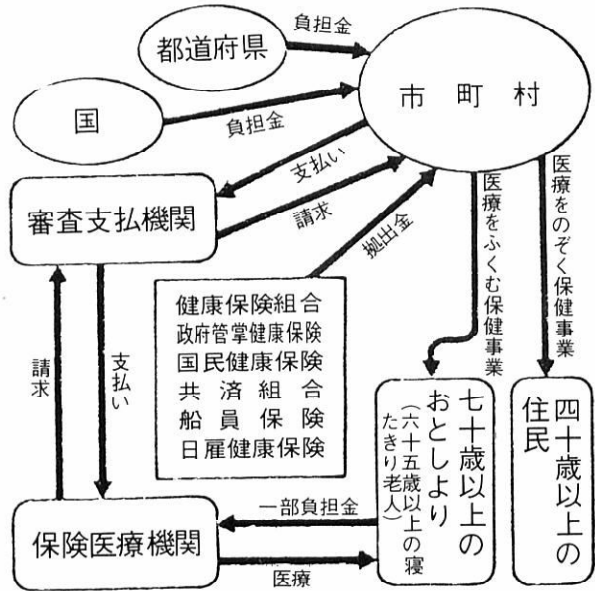 都道府県
負担金
市町村
国
負担金
支払い
請求
審査支払機関
拠出金
医療をふくむ保健事業
医療をのぞく保健事業
健康保険組合
政府管掌健康保険
国民健康保険
共済組合
船員保険
日雇健康保険
請求
支払い
七十歳以上の
おとしより
(六十五歳以上の寝
たきり老人)
四十歳以上の
住民
一部負担金
保険医療機関
医療